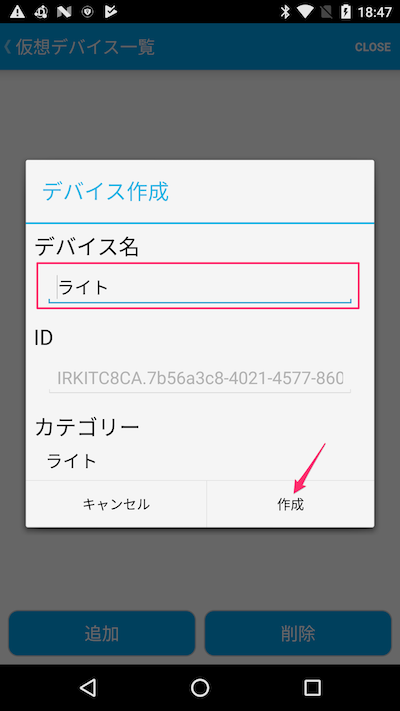 18:47
仮想デバイス一覧
CLOSE
デバイス作成
デバイス名
ライト
ID
IRKITC8CA.7b56a3c8-4021-4577-860
カテゴリー
ライト
キャンセル
作成
追加
削除